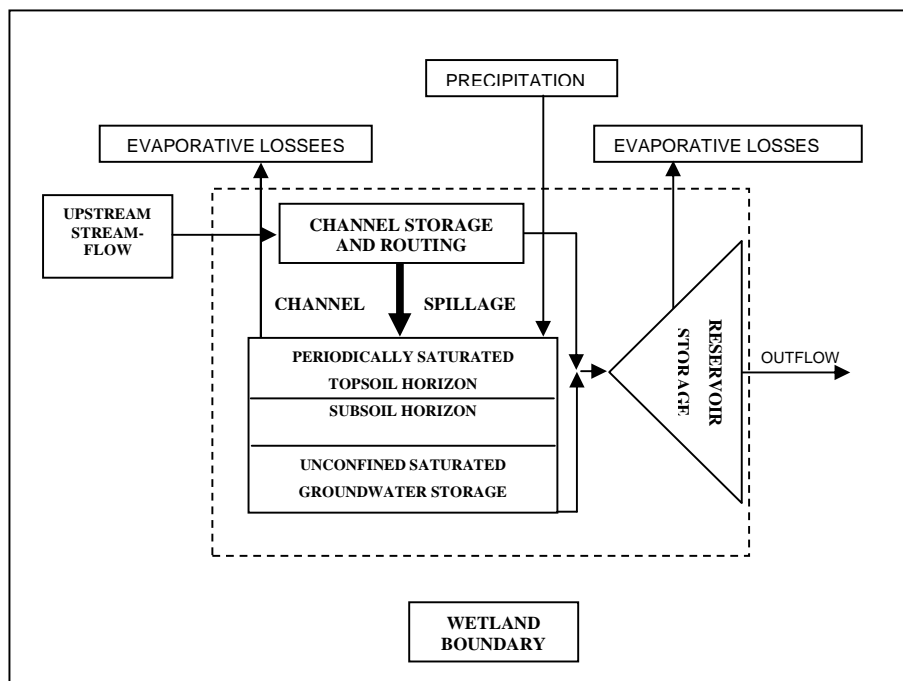 PRECIPITATION
EVAPORATIVE LOSSEES
EVAPORATIVE LOSSES
UPSTREAM
STREAM-
FLOW
CHANNEL STORAGE
AND ROUTING
CHANNEL SPILLAGE
PERIODICALLY SATURATED
TOPSOIL HORIZON
SUBSOIL HORIZON
UNCONFINED SATURATED
GROUNDWATER STORAGE
RESERVOIR
STORAGE
OUTFLOW
WETLAND
BOUNDARY